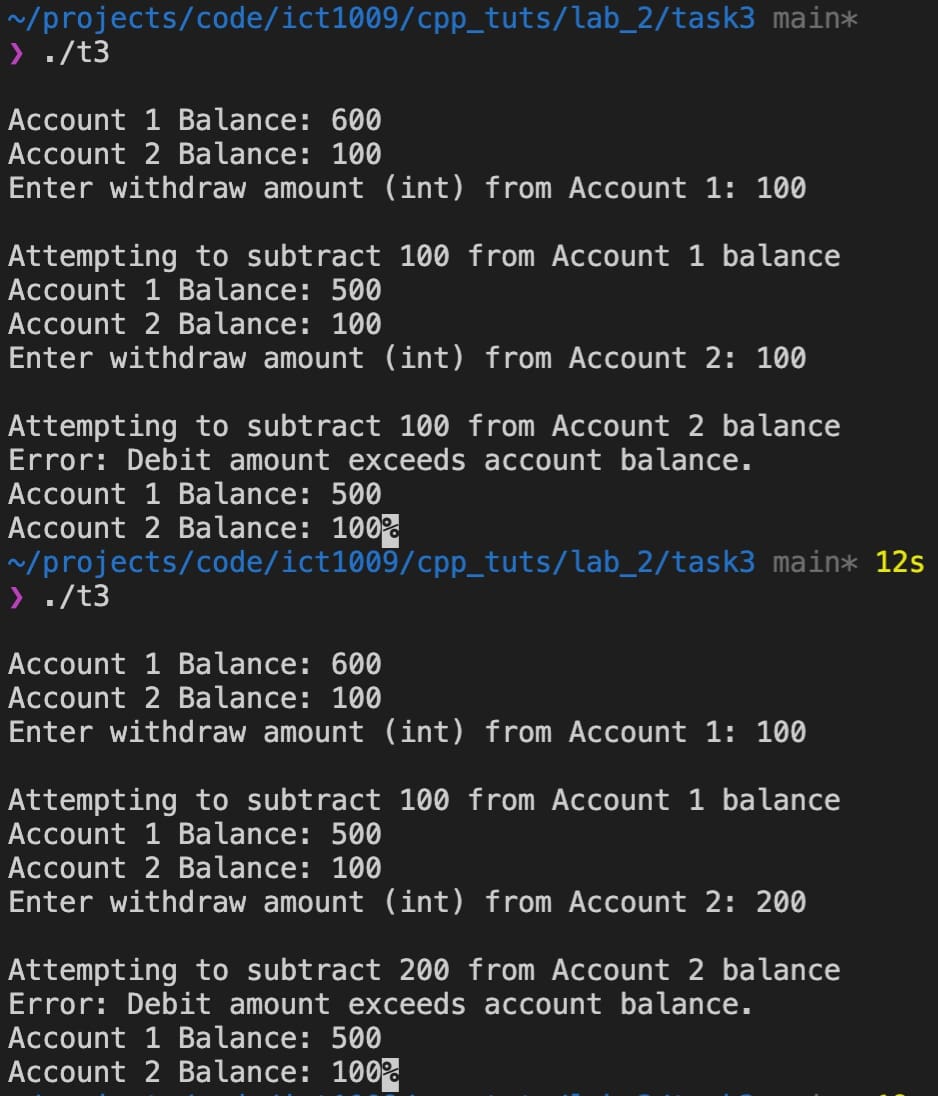 ~/projects/code/ict1009/cpp_tuts/lab_2/task3 main*
❯ ./t3
Account 1 Balance: 600
Account 2 Balance: 100
Enter withdraw amount (int) from Account 1: 100
Attempting to subtract 100 from Account 1 balance
Account 1 Balance: 500
Account 2 Balance: 100
Enter withdraw amount (int) from Account 2: 100
Attempting to subtract 100 from Account 2 balance
Error: Debit amount exceeds account balance.
Account 1 Balance: 500
Account 2 Balance: 100%
~/projects/code/ict1009/cpp_tuts/lab_2/task3 main* 12s
❯ ./t3
Account 1 Balance: 600
Account 2 Balance: 100
Enter withdraw amount (int) from Account 1: 100
Attempting to subtract 100 from Account 1 balance
Account 1 Balance: 500
Account 2 Balance: 100
Enter withdraw amount (int) from Account 2: 200
Attempting to subtract 200 from Account 2 balance
Error: Debit amount exceeds account balance.
Account 1 Balance: 500
Account 2 Balance: 100%